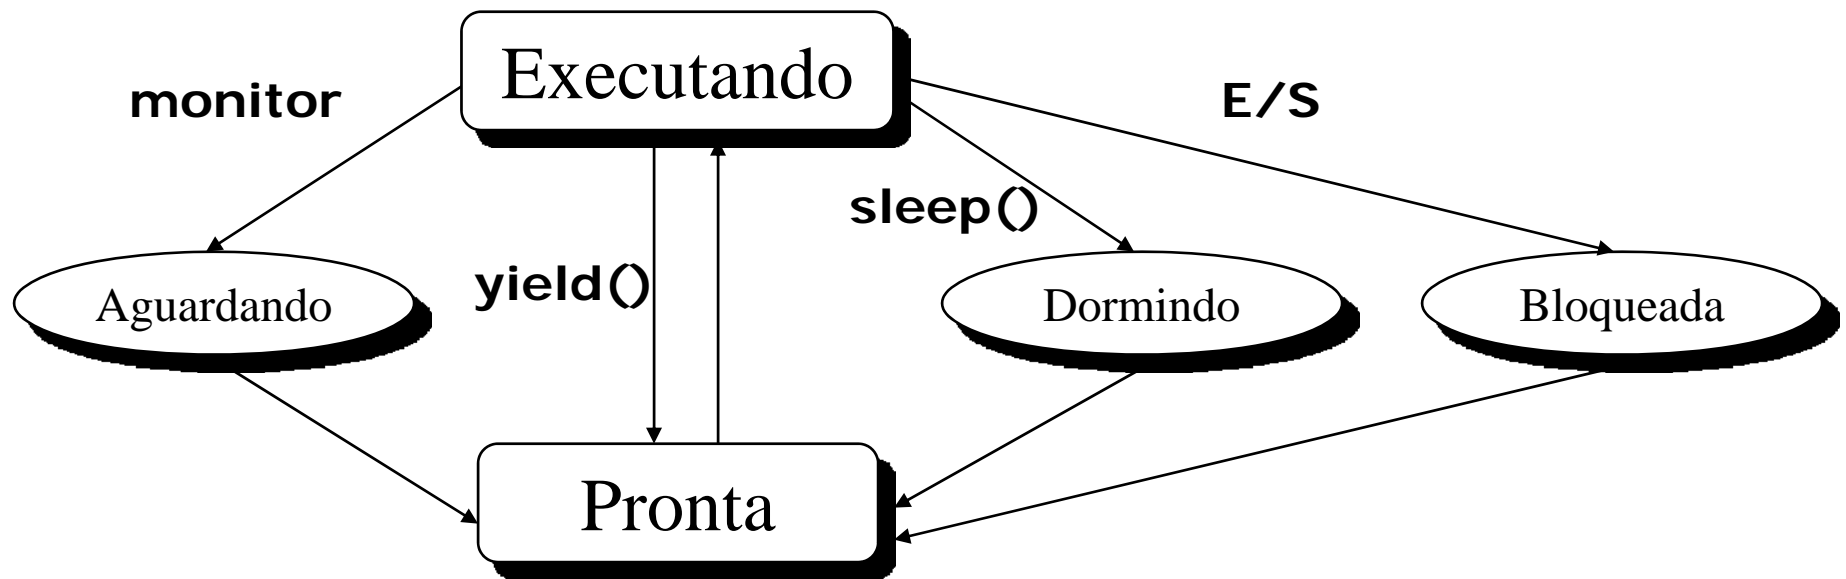 Executando
monitor
E/S
sleep()
yield()
Aguardando
Dormindo
Bloqueada
Pronta